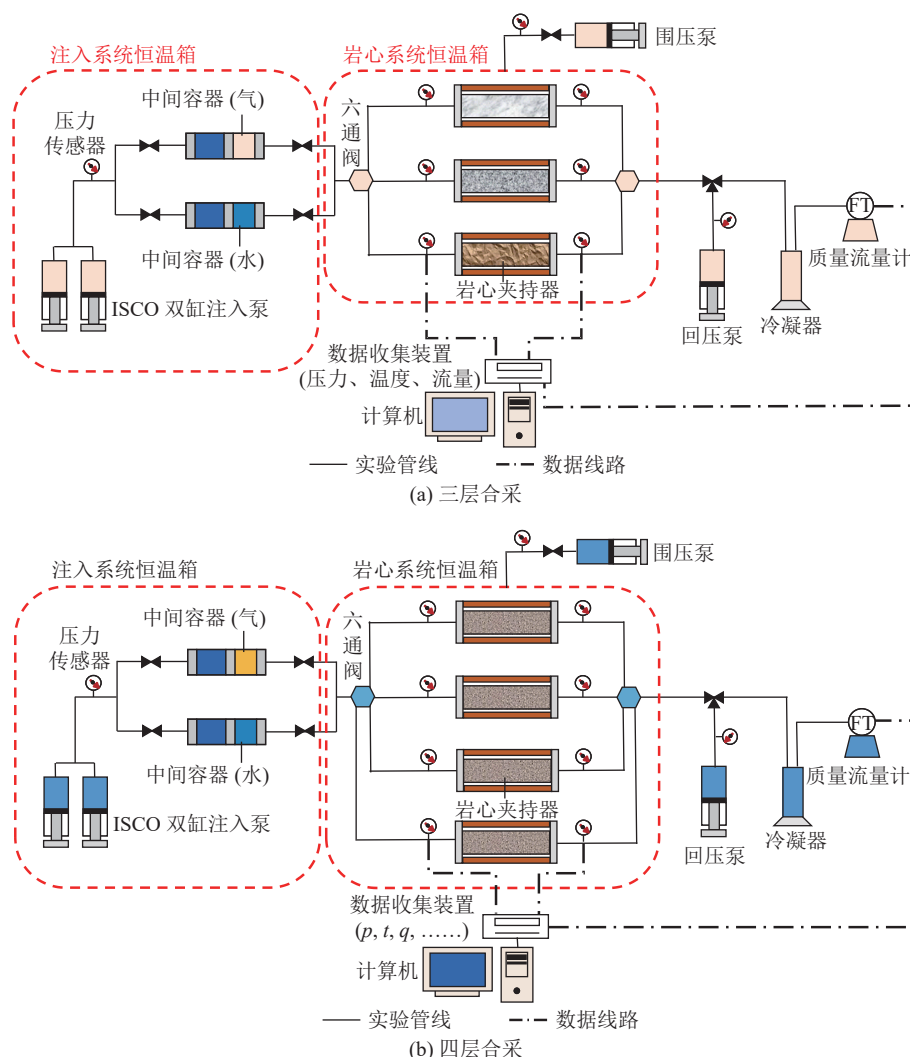 围压泵
注入系统恒温箱
岩心系统恒温箱
中间容器 (气)
六
通
阀
压力
传感器
FT
中间容器 (水)
质量流量计
岩心夹持器
ISCO 双缸注入泵
冷凝器
回压泵
数据收集装置
(压力、温度、流量)
计算机
实验管线
数据线路
(a) 三层合采
围压泵
注入系统恒温箱
岩心系统恒温箱
中间容器 (气)
六
通
阀
压力
传感器
FT
中间容器 (水)
质量流量计
岩心夹持器
ISCO 双缸注入泵
冷凝器
回压泵
数据收集装置
(p, t, q, ……)
计算机
实验管线
数据线路
(b) 四层合采